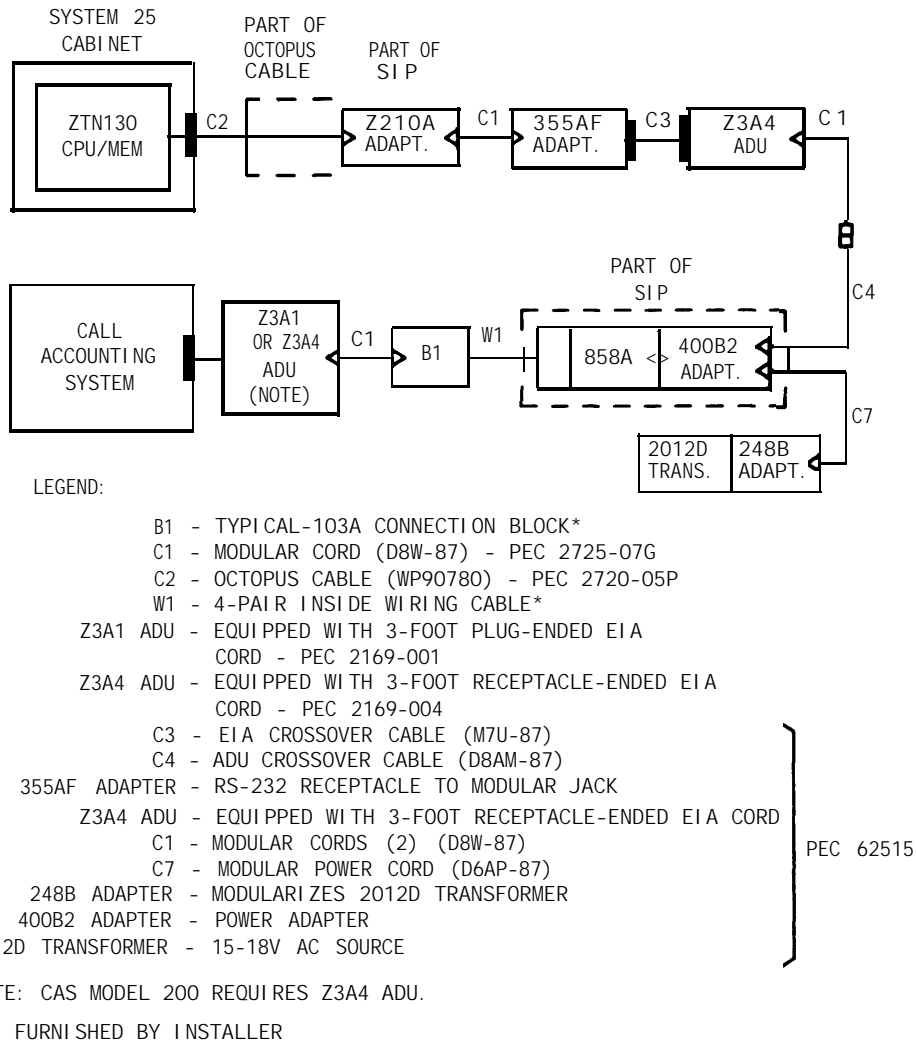 SYSTEM 25
CABINET
PART OF
OCTOPUS
CABLE
PART OF
SIP
ZTN130
CPU/MEM
C2
Z210A
ADAPT.
C1
355AF
ADAPT.
C3
Z3A4
ADU
C1
C4
PART OF
SIP
CALL
ACCOUNTING
SYSTEM
Z3A1
OR Z3A4
ADU
(NOTE)
C1
B1
W1
858A <>
400B2
ADAPT.
C7
2012D
TRANS.
248B
ADAPT.
LEGEND:
B1 - TYPICAL-103A CONNECTION BLOCK*
C1 - MODULAR CORD (D8W-87) - PEC 2725-07G
C2 - OCTOPUS CABLE (WP90780) - PEC 2720-05P
W1 - 4-PAIR INSIDE WIRING CABLE*
Z3A1 ADU - EQUIPPED WITH 3-FOOT PLUG-ENDED EIA
CORD - PEC 2169-001
Z3A4 ADU - EQUIPPED WITH 3-FOOT RECEPTACLE-ENDED EIA
CORD - PEC 2169-004
C3 - EIA CROSSOVER CABLE (M7U-87)
C4 - ADU CROSSOVER CABLE (D8AM-87)
355AF ADAPTER - RS-232 RECEPTACLE TO MODULAR JACK
Z3A4 ADU - EQUIPPED WITH 3-FOOT RECEPTACLE-ENDED EIA CORD
C1 - MODULAR CORDS (2) (D8W-87)
C7 - MODULAR POWER CORD (D6AP-87)
248B ADAPTER - MODULARIZES 2012D TRANSFORMER
400B2 ADAPTER - POWER ADAPTER
2D TRANSFORMER - 15-18V AC SOURCE
PEC 62515
TE: CAS MODEL 200 REQUIRES Z3A4 ADU.
FURNISHED BY INSTALLER